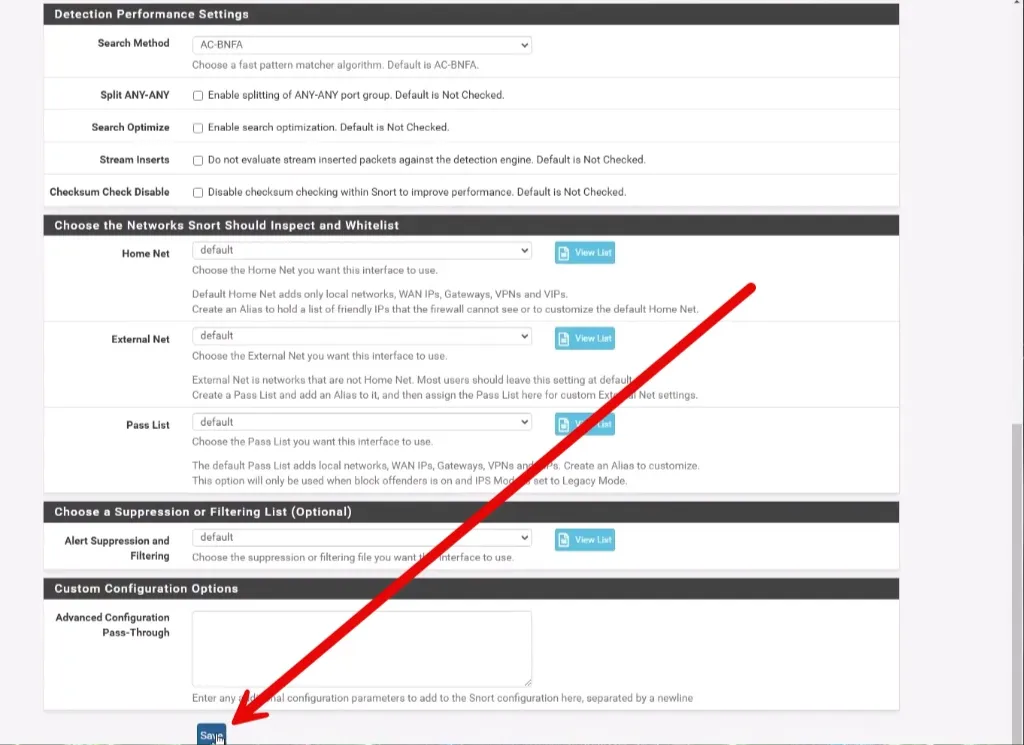 Detection Performance Settings
Search Method
AC-BNFA
Choose a fast pattern matcher algorithm. Default is AC-BNFA.
Split ANY-ANY
Enable splitting of ANY-ANY port group. Default is Not Checked.
Search Optimize
Enable search optimization. Default is Not Checked.
Stream Inserts
Do not evaluate stream inserted packets against the detection engine. Default is Not Checked.
Checksum Check Disable
Disable checksum checking within Snort to improve performance. Default is Not Checked.
Choose the Networks Snort Should Inspect and Whitelist
Home Net
default
View List
Choose the Home Net you want this interface to use.
Default Home Net adds only local networks, WAN IPs, Gateways, VPNs and VIPs.
Create an Alias to hold a list of friendly IPs that the firewall cannot see or to customize the default Home Net.
External Net
default
View List
Choose the External Net you want this interface to use.
External Net is networks that are not Home Net. Most users should leave this setting at default
Create a Pass List and add an Alias to it, and then assign the Pass List here for custom External Net settings.
Pass List
default
View List
Choose the Pass List you want this interface to use.
The default Pass List adds local networks, WAN IPs, Gateways, VPNs and VIPs. Create an Alias to customize.
This option will only be used when block offenders is on and IPS Mode is set to Legacy Mode.
Choose a Suppression or Filtering List (Optional)
Alert Suppression and
Filtering
default
View List
Choose the suppression or filtering file you want this interface to use.
Custom Configuration Options
Advanced Configuration
Pass-Through
Enter any additional configuration parameters to add to the Snort configuration here, separated by a newline
Save